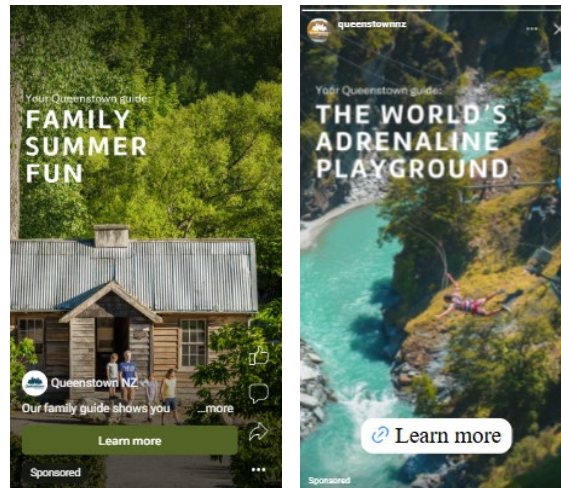 Your Queenstown guide:
FAMILY
SUMMER
FUN
Queenstown NZ
Our family guide shows you ...more
Learn more
Sponsored
queenstownnz
Your Queenstown guide:
THE WORLD'S
ADRENALINE
PLAYGROUND
Learn more
Sponsored